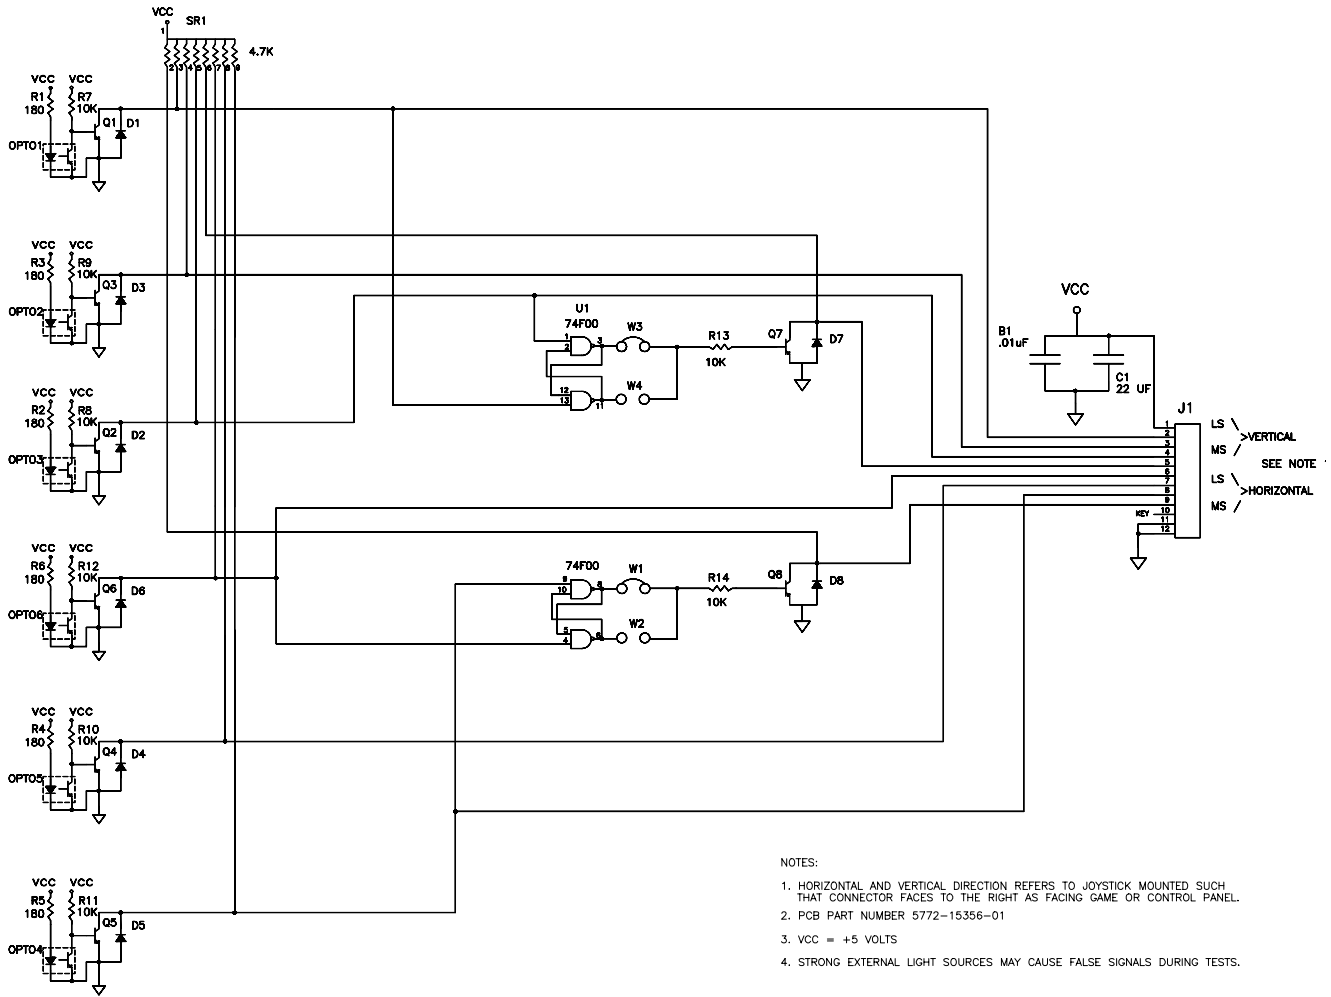 VCC
SR1
1
4.7K
2 3 4 5 6 7 8 9
VCC VCC
R1 R7
180 10K
Q1 D1
OPTO1
VCC VCC
R3 R9
180 10K
Q3 D3
OPTO2
VCC VCC
R2 R8
180 10K
Q2 D2
OPTO3
VCC VCC
R6 R12
180 10K
Q6 D6
OPTO6
VCC VCC
R4 R10
180 10K
Q4 D4
OPTO5
VCC VCC
R5 R11
180 10K
Q5 D5
OPTO4
U1
74F00
1
2
3
W3
12
13
11
W4
R13
10K
Q7
D7
74F00
9
10
8
W1
5
4
6
W2
R14
10K
Q8
D8
VCC
B1
.01uF
C1
22 UF
J1
1
2
3
4
5
6
7
8
9
KEY 10
11
12
LS \
>VERTICAL
MS /
SEE NOTE
LS \
>HORIZONTAL
MS /
NOTES:
1. HORIZONTAL AND VERTICAL DIRECTION REFERS TO JOYSTICK MOUNTED SUCH
THAT CONNECTOR FACES TO THE RIGHT AS FACING GAME OR CONTROL PANEL.
2. PCB PART NUMBER 5772-15356-01
3. VCC = +5 VOLTS
4. STRONG EXTERNAL LIGHT SOURCES MAY CAUSE FALSE SIGNALS DURING TESTS.